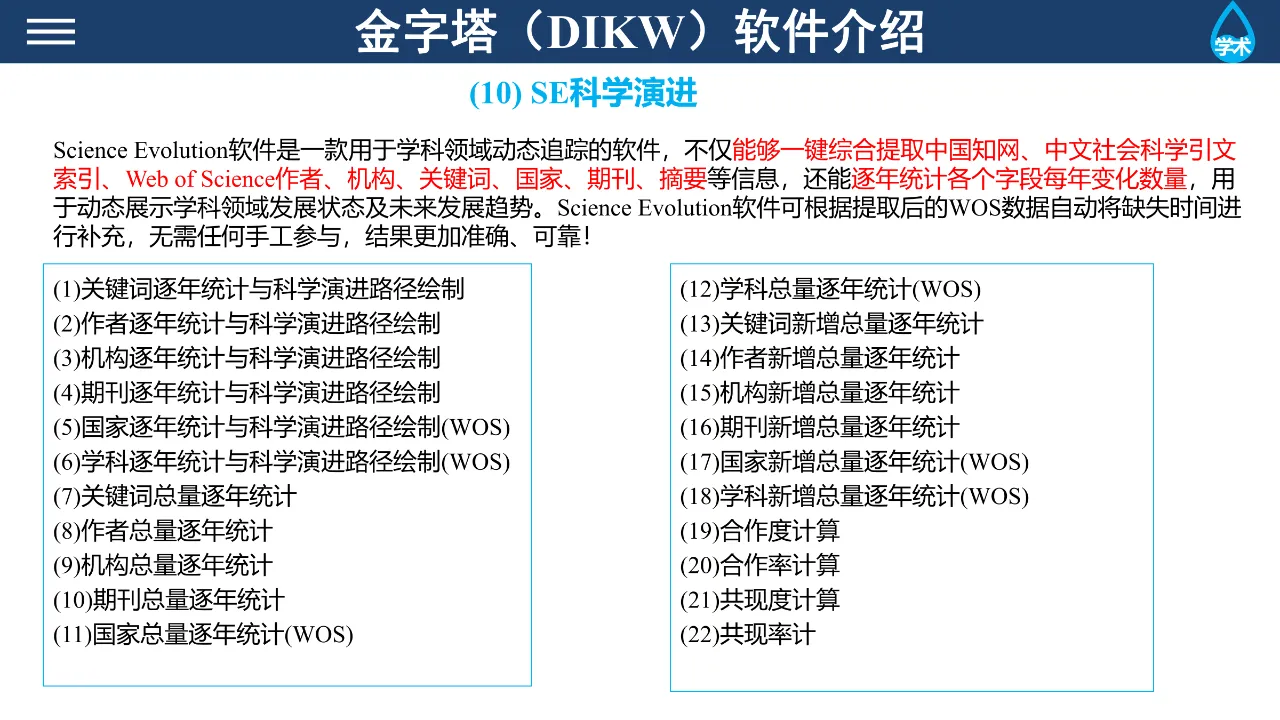 金字塔（DIKW）软件介绍
学术
(10) SE科学演进
Science Evolution软件是一款用于学科领域动态追踪的软件，不仅能够一键综合提取中国知网、中文社会科学引文
索引、Web of Science作者、机构、关键词、国家、期刊、摘要等信息，还能逐年统计各个字段每年变化数量，用
于动态展示学科领域发展状态及未来发展趋势。Science Evolution软件可根据提取后的WOS数据自动将缺失时间进
行补充，无需任何手工参与，结果更加准确、可靠！
(1)关键词逐年统计与科学演进路径绘制
(2)作者逐年统计与科学演进路径绘制
(3)机构逐年统计与科学演进路径绘制
(4)期刊逐年统计与科学演进路径绘制
(5)国家逐年统计与科学演进路径绘制(WOS)
(6)学科逐年统计与科学演进路径绘制(WOS)
(7)关键词总量逐年统计
(8)作者总量逐年统计
(9)机构总量逐年统计
(10)期刊总量逐年统计
(11)国家总量逐年统计(WOS)
(12)学科总量逐年统计(WOS)
(13)关键词新增总量逐年统计
(14)作者新增总量逐年统计
(15)机构新增总量逐年统计
(16)期刊新增总量逐年统计
(17)国家新增总量逐年统计(WOS)
(18)学科新增总量逐年统计(WOS)
(19)合作度计算
(20)合作率计算
(21)共现度计算
(22)共现率计